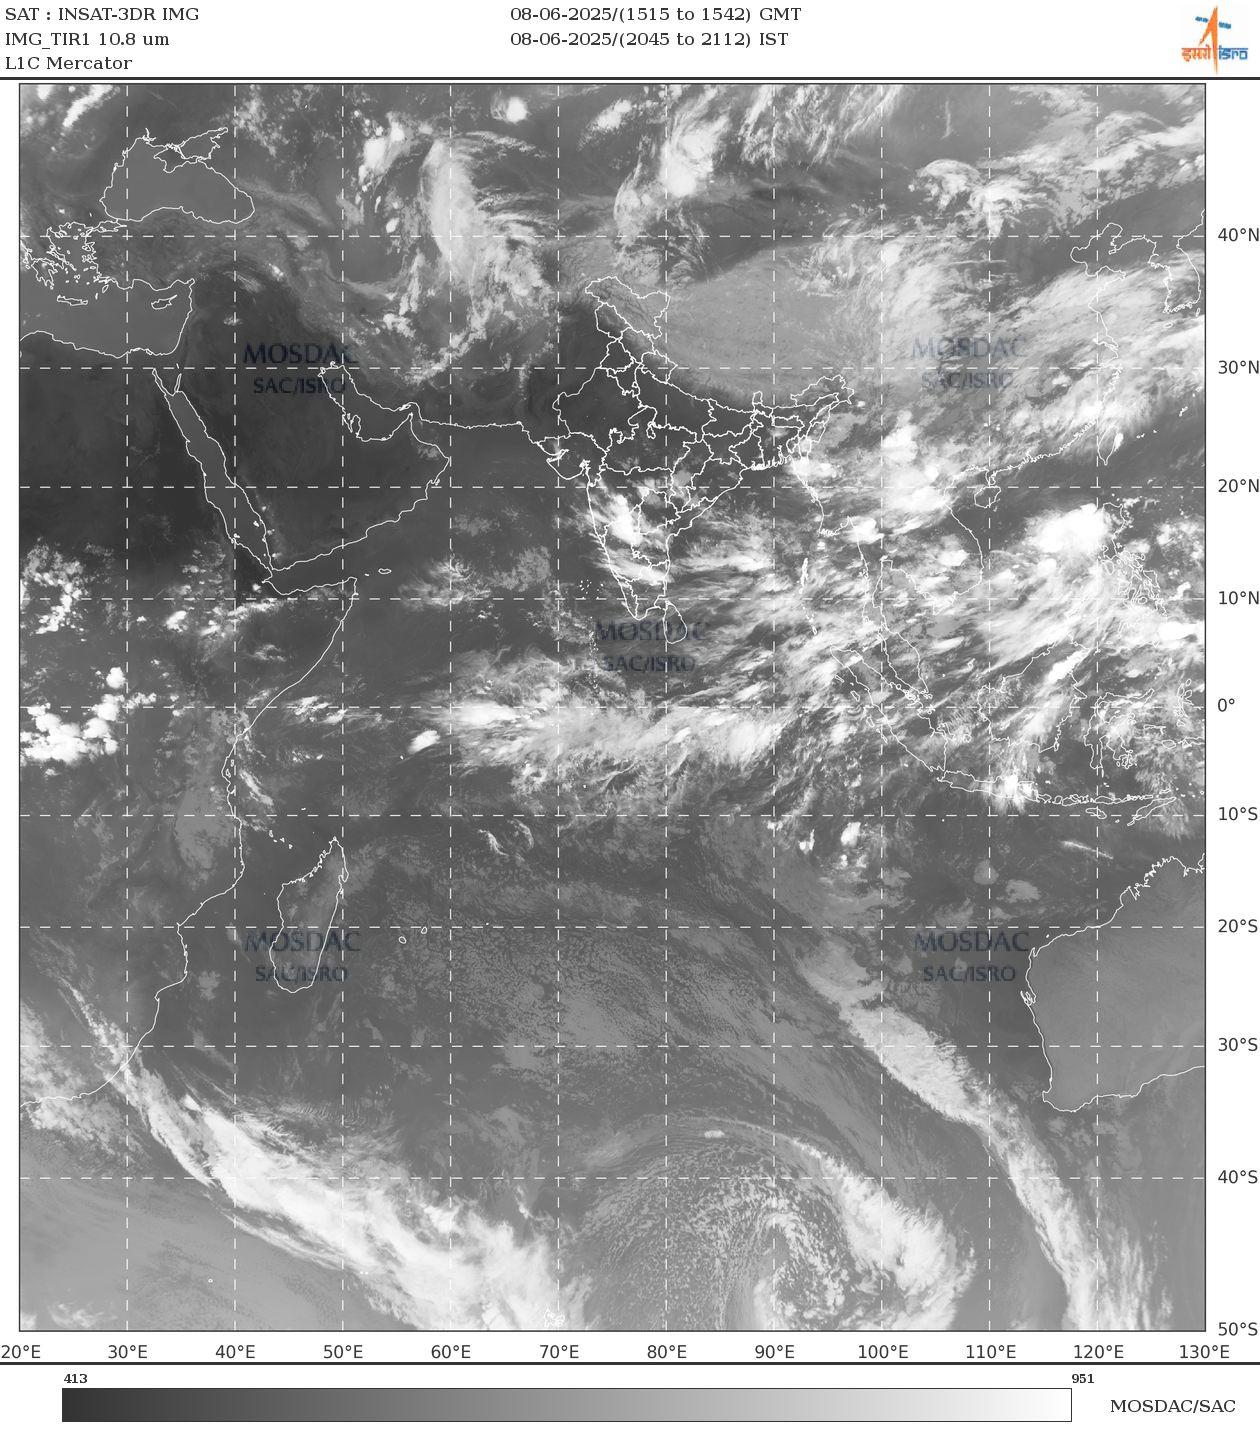 SAT : INSAT-3DR IMG
08-06-2025/(1515 to 1542) GMT
IMG_TIR1 10.8 um
08-06-2025/(2045 to 2112) IST
L1C Mercator
इसरो isro
40°N
MOSDAC
SAC/ISRO
MOSDAC
SAC/ISRO
30°N
20°N
10°N
MOSDAC
SAC/ISRO
0°
10°S
20°S
MOSDAC
SAC/ISRO
MOSDAC
SAC/ISRO
30°S
40°S
50°S
20°E 30°E 40°E 50°E 60°E 70°E 80°E 90°E 100°E 110°E 120°E 130°E
413
951
MOSDAC/SAC